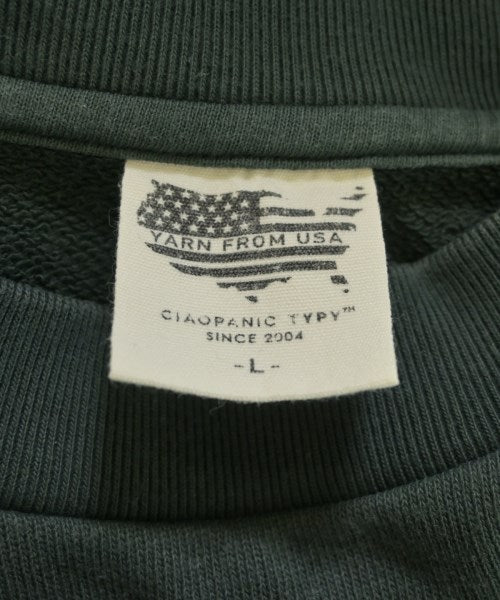 YARN FROM USA
CIAOPANIC TYPY™
SINCE 2004
-L-